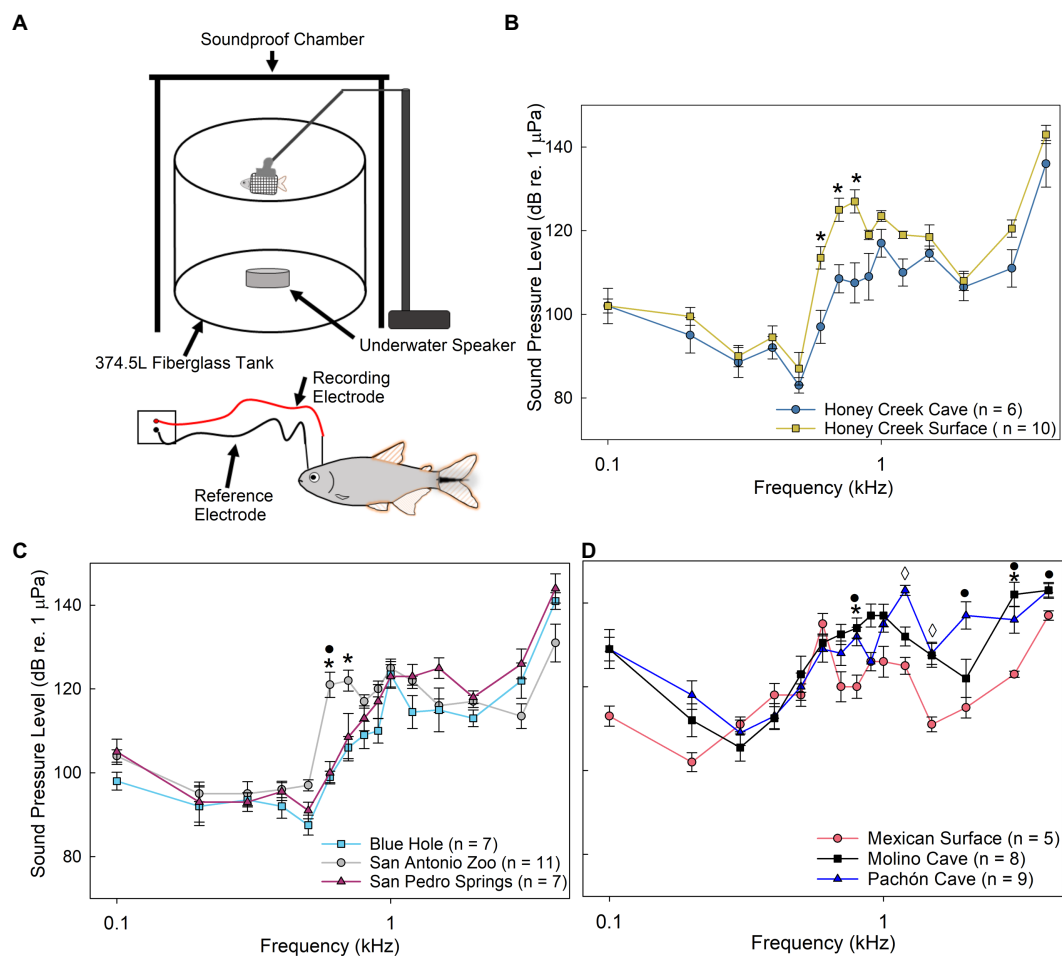 A
Soundproof Chamber
374.5L Fiberglass Tank
Underwater Speaker
Recording
Electrode
Reference
Electrode
B
Sound Pressure Level (dB re. 1 µPa)
140
120
100
80
* * *
Honey Creek Cave (n = 6)
Honey Creek Surface ( n = 10)
0.1 1
Frequency (kHz)
C
Sound Pressure Level (dB re. 1 µPa)
140
120
100
80
* *
Blue Hole (n = 7)
San Antonio Zoo (n = 11)
San Pedro Springs (n = 7)
0.1 1
Frequency (kHz)
D
* *
Mexican Surface (n = 5)
Molino Cave (n = 8)
Pachón Cave (n = 9)
0.1 1
Frequency (kHz)